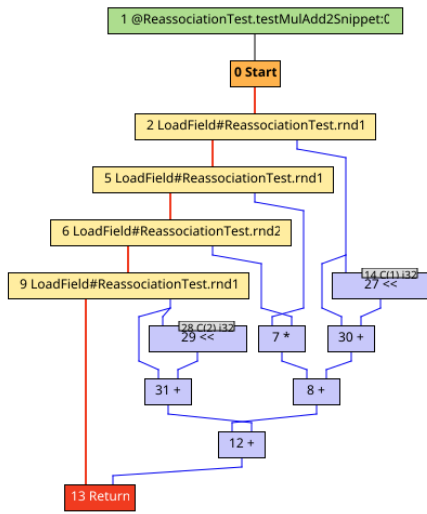 1 @ReassociationTest.testMulAdd2Snippet:
0 Start
2 LoadField#ReassociationTest.rnd1
5 LoadField#ReassociationTest.rnd1
6 LoadField#ReassociationTest.rnd2
9 LoadField#ReassociationTest.rnd1
14 C(1) i32
27 <<
28 C(2) i32
29 <<
7 *
30 +
31 +
8 +
12 +
13 Return